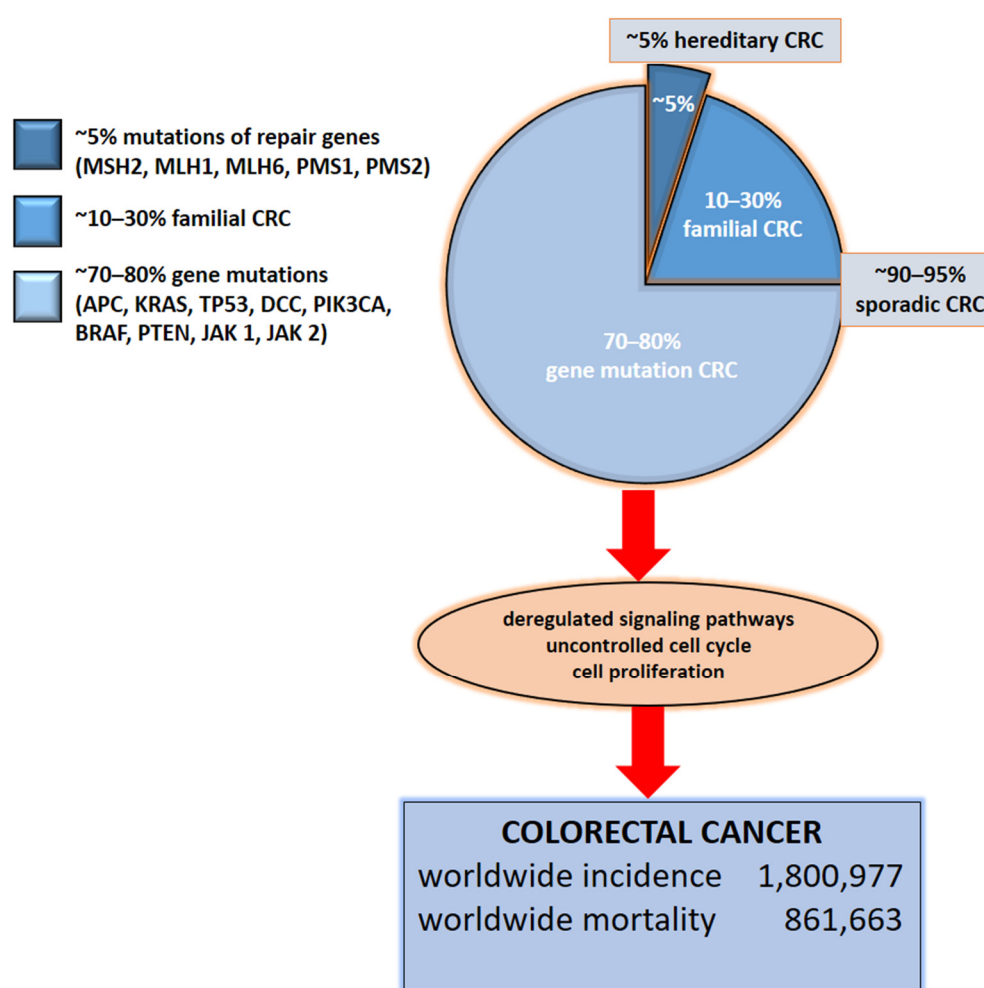 ~5% hereditary CRC
~5%
~5% mutations of repair genes
(MSH2, MLH1, MLH6, PMS1, PMS2)
~10–30% familial CRC
~70–80% gene mutations
(APC, KRAS, TP53, DCC, PIK3CA,
BRAF, PTEN, JAK 1, JAK 2)
10–30%
familial CRC
~90–95%
sporadic CRC
70–80%
gene mutation CRC
deregulated signaling pathways
uncontrolled cell cycle
cell proliferation
COLORECTAL CANCER
worldwide incidence 1,800,977
worldwide mortality 861,663